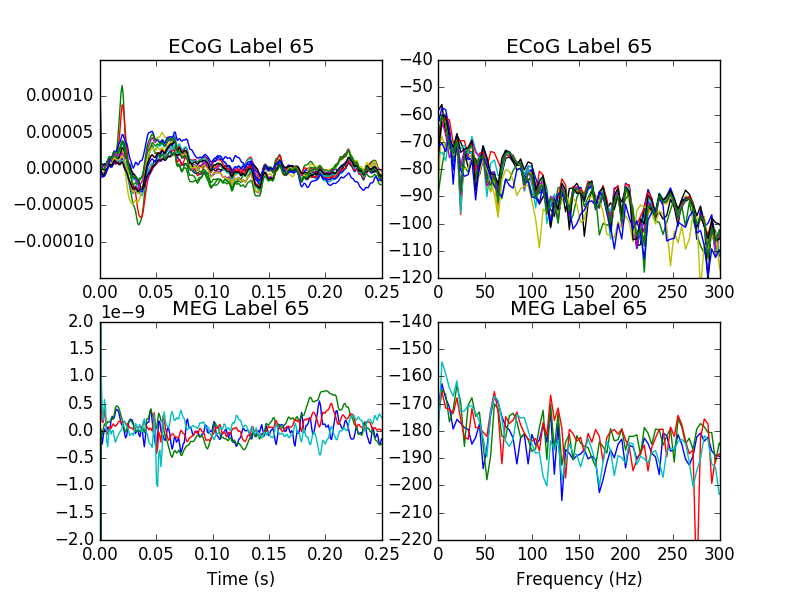 ECoG Label 65
ECoG Label 65
0.00010
0.00005
0.00000
−0.00005
−0.00010
0.00 0.05 0.10 0.15 0.20 0.25
−40
−50
−60
−70
−80
−90
−100
−110
−120
0 50 100 150 200 250 300
MEG Label 65
MEG Label 65
1e−9
2.0
1.5
1.0
0.5
0.0
−0.5
−1.0
−1.5
−2.0
0.00 0.05 0.10 0.15 0.20 0.25
Time (s)
−140
−150
−160
−170
−180
−190
−200
−210
−220
0 50 100 150 200 250 300
Frequency (Hz)